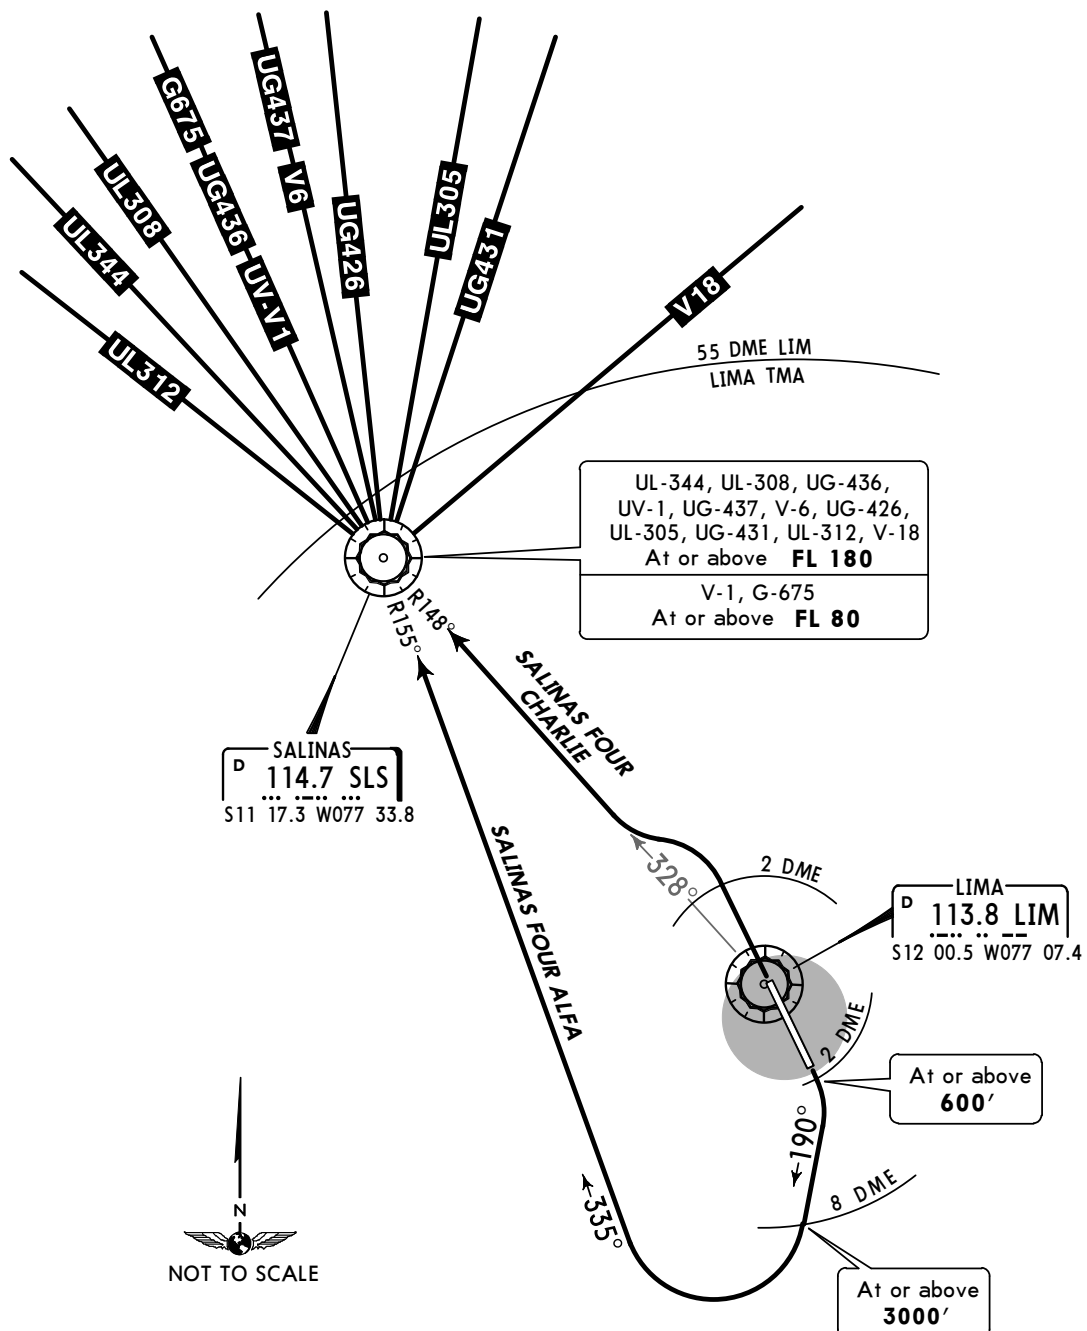 G675
UG436
UV-V1
UG437
V6
UG426
UL305
UG431
UL308
UL344
UL312
V18
55 DME LIM
LIMA TMA
UL-344, UL-308, UG-436,
UV-1, UG-437, V-6, UG-426,
UL-305, UG-431, UL-312, V-18
At or above FL 180
V-1, G-675
At or above FL 80
R148°
R155°
SALINAS FOUR
CHARLIE
SALINAS
D 114.7 SLS
S11 17.3 W077 33.8
SALINAS FOUR ALFA
328°
2 DME
LIMA
D 113.8 LIM
S12 00.5 W077 07.4
2 DME
At or above
600'
190°
8 DME
335°
At or above
3000'
N
NOT TO SCALE